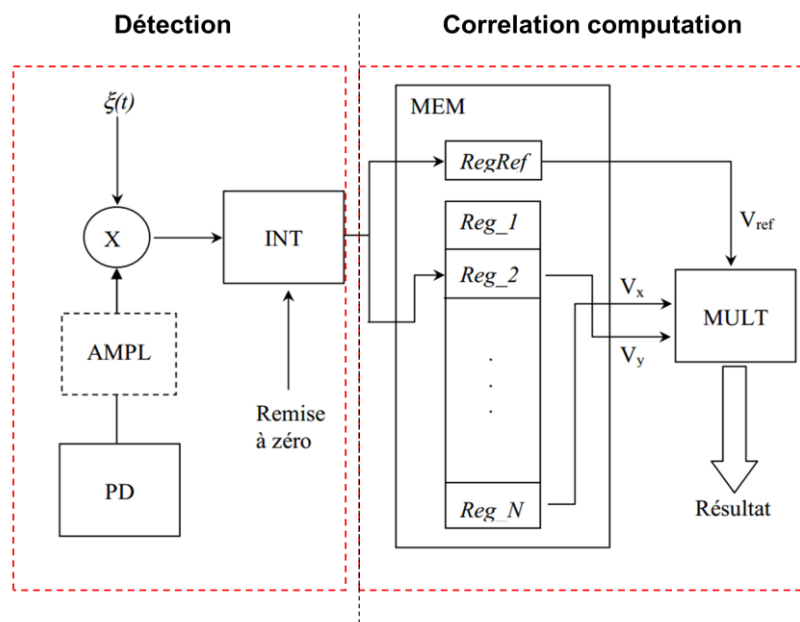 Détection
Correlation computation
ξ(t)
X
INT
AMPL
PD
Remise
à zéro
MEM
RegRef
Reg_1
Reg_2
.
.
.
Reg_N
Vref
Vx
Vy
MULT
Résultat